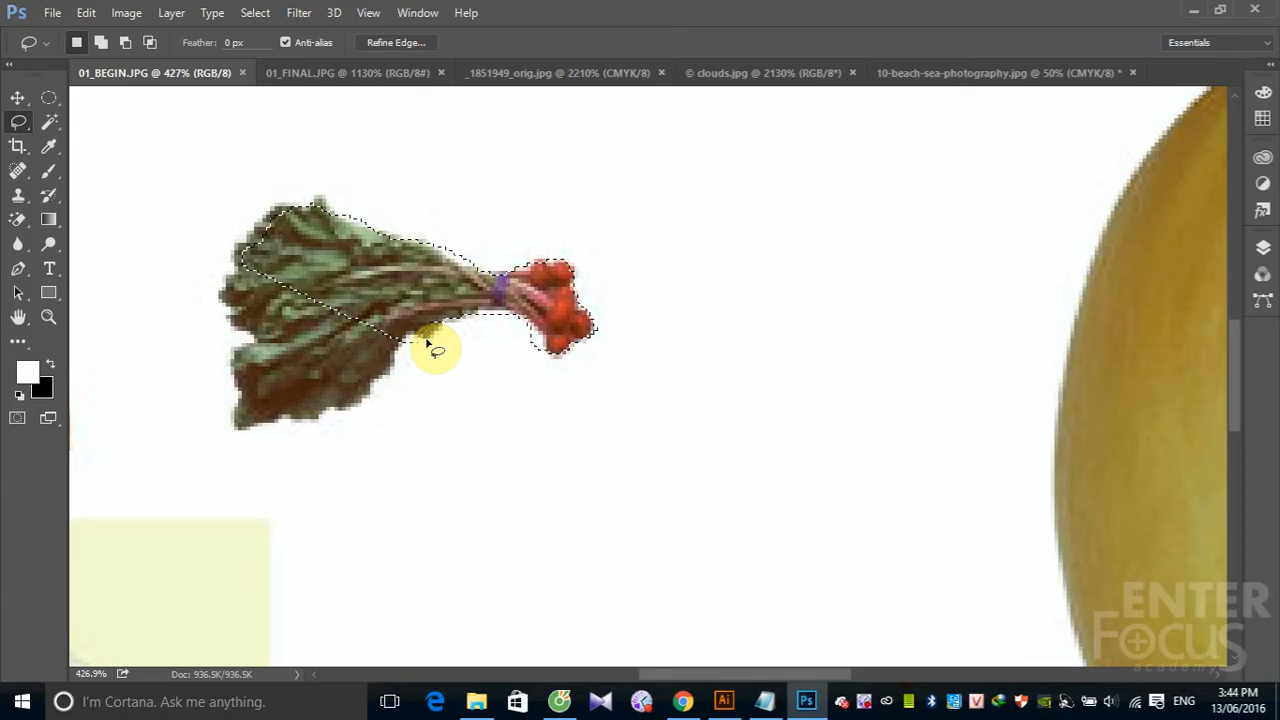 Ps File Edit Image Layer Type Select Filter 3D View Window Help
Feather: 0 px Anti-alias Refine Edge... Essentials
01_BEGIN.JPG @ 427% (RGB/8) × 01_FINAL.JPG @ 1130% (RGB/8#) × _1851949_orig.jpg @ 2210% (CMYK/8) × © clouds.jpg @ 2130% (RGB/8*) × 10-beach-sea-photography.jpg @ 50% (CMYK/8) * ×
ENTER
FOCUS
academy
426.9% Doc: 936.5K/936.5K
I'm Cortana. Ask me anything. Ai Ps ENG 3:44 PM
13/06/2016